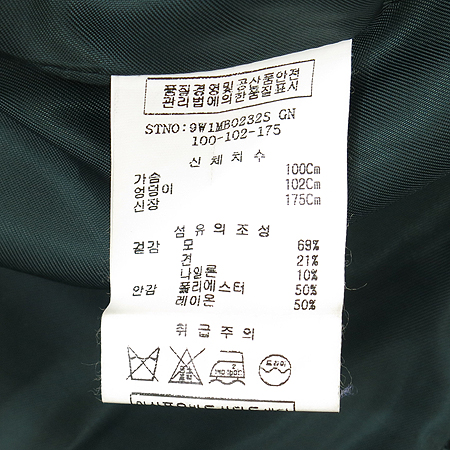 품질경영및공산품안전
관리법에의한품질표시
STNO:9W1MB0232S GN
100-102-175
신체치수
가슴 100Cm
엉덩이 102Cm
신장 175Cm
섬유의조성
겉감 모 69%
견 21%
나일론 10%
안감 폴리에스터 50%
레이온 50%
취급주의